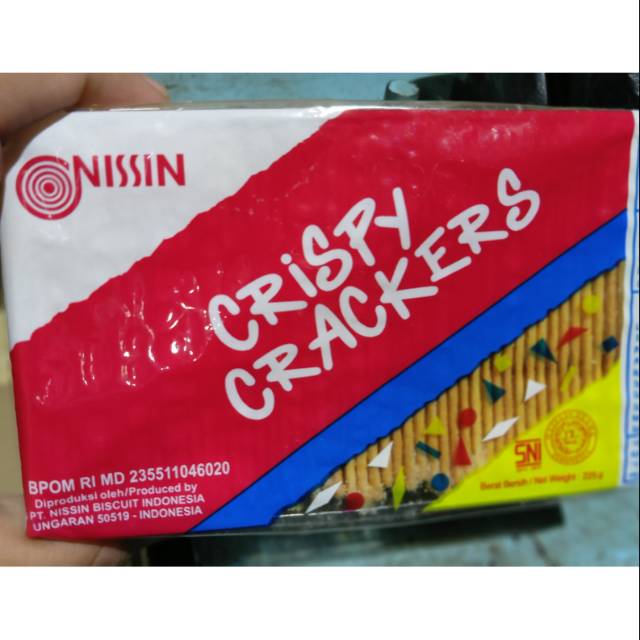 NISSIN
CRiSPY
CRACKERS
BPOM RI MD 235511046020
Diproduksi oleh/Produced by
PT. NISSIN BISCUIT INDONESIA
UNGARAN 50519 - INDONESIA
SNI
Berat Bersih / Net Weight : 225 g